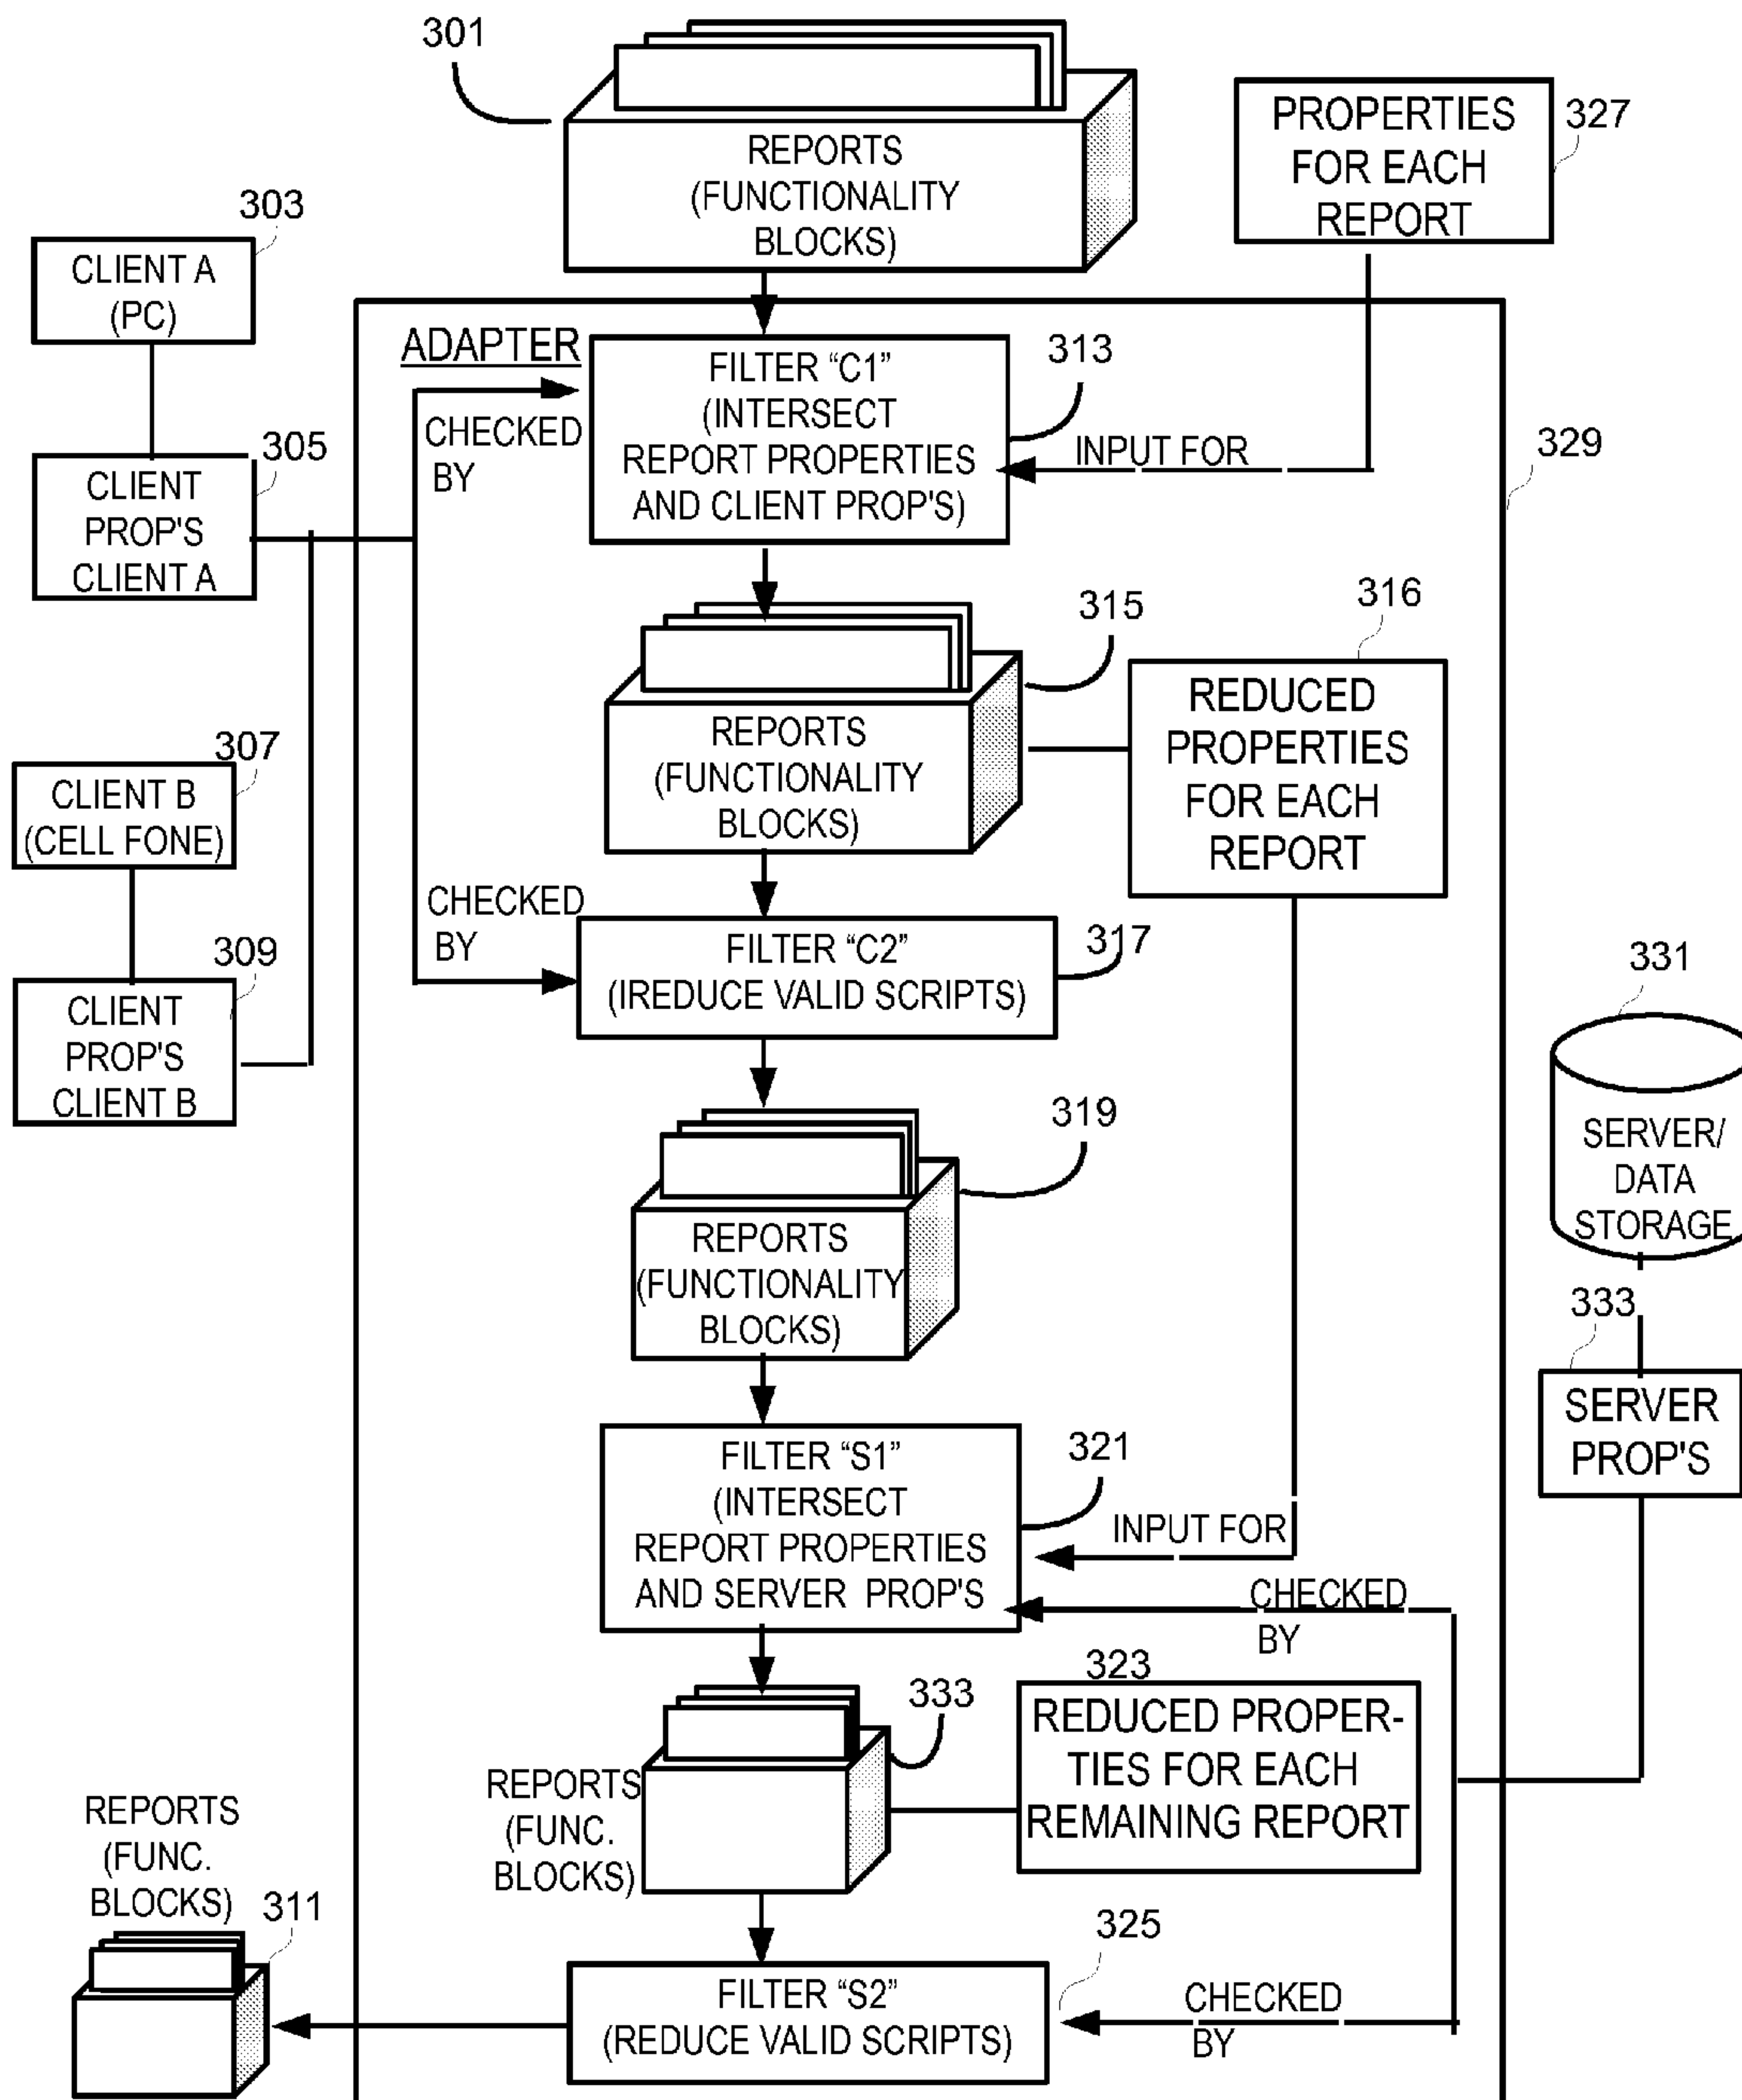 301
REPORTS
(FUNCTIONALITY
BLOCKS)
PROPERTIES
FOR EACH
REPORT
327
303
CLIENT A
(PC)
305
CLIENT
PROP'S
CLIENT A
307
CLIENT B
(CELL FONE)
309
CLIENT
PROP'S
CLIENT B
ADAPTER
CHECKED
BY
FILTER “C1”
(INTERSECT
REPORT PROPERTIES
AND CLIENT PROP'S)
313
INPUT FOR
329
315
REPORTS
(FUNCTIONALITY
BLOCKS)
316
REDUCED
PROPERTIES
FOR EACH
REPORT
CHECKED
BY
FILTER “C2”
(IREDUCE VALID SCRIPTS)
317
319
REPORTS
(FUNCTIONALITY
BLOCKS)
331
SERVER/
DATA
STORAGE
333
SERVER
PROP'S
FILTER “S1”
(INTERSECT
REPORT PROPERTIES
AND SERVER PROP'S
321
INPUT FOR
CHECKED
BY
333
REPORTS
(FUNC.
BLOCKS)
323
REDUCED PROPER-
TIES FOR EACH
REMAINING REPORT
REPORTS
(FUNC.
BLOCKS)
311
FILTER “S2”
(REDUCE VALID SCRIPTS)
325
CHECKED
BY